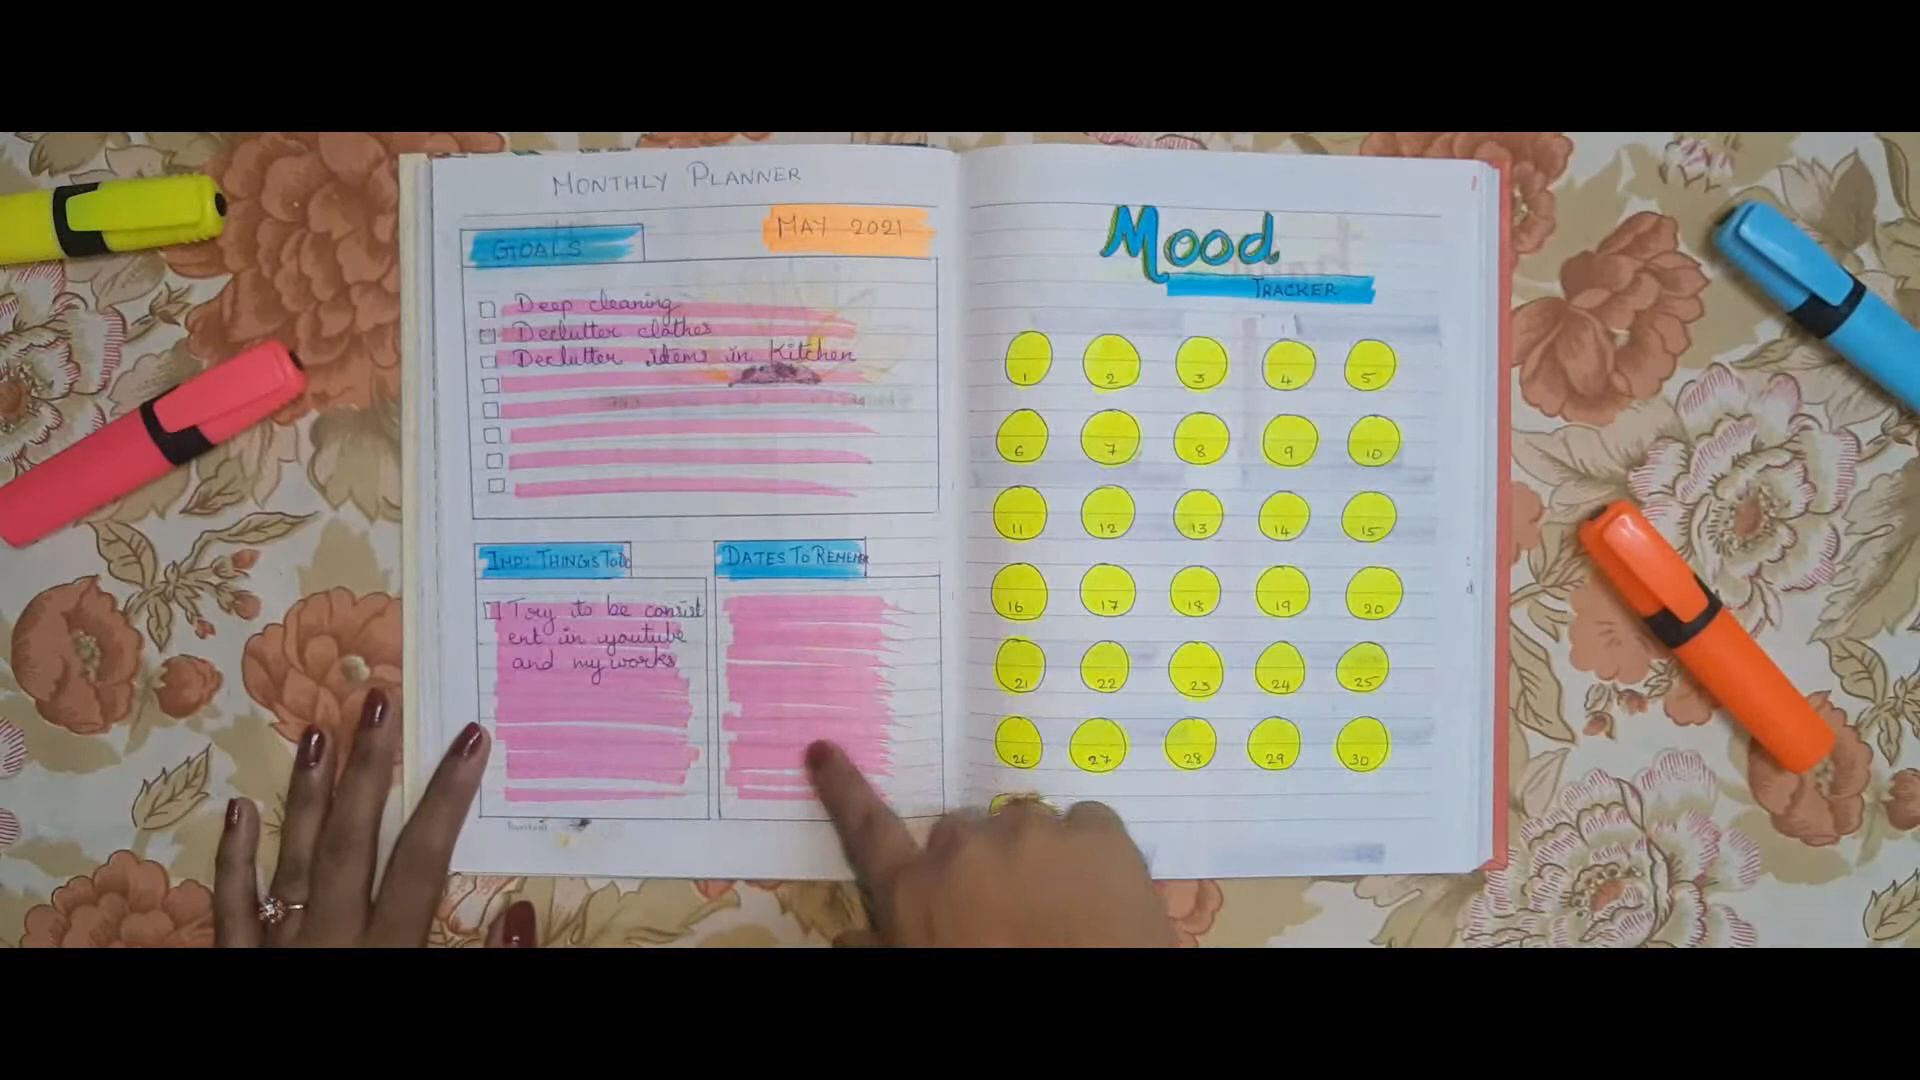 MONTHLY PLANNER
MAY 2021
GOALS
Deep cleaning
Declutter clothes
Declutter items in Kitchen
IMP: THINGS TO DO
Try to be consist
ent in youtube
and my works
DATES TO REMEMBER
Mood
TRACKER
1 2 3 4 5
6 7 8 9 10
11 12 13 14 15
16 17 18 19 20
21 22 23 24 25
26 27 28 29 30